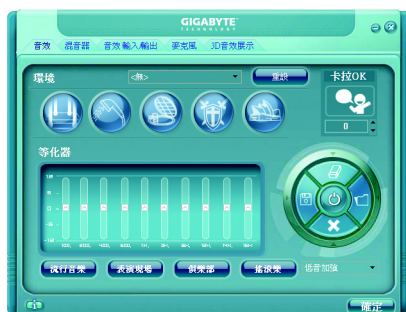 GIGABYTE
TECHNOLOGY
音效 混音器 音效輸入/輸出 麥克風 3D音效展示
環境 <無> 重設 卡拉OK
0
等化器
流行音樂 表演現場 俱樂部 搖滾樂 低音加強
確定